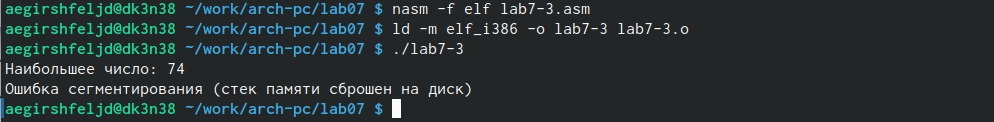 aegirshfeljd@dk3n38 ~/work/arch-pc/lab07 $ nasm -f elf lab7-3.asm
aegirshfeljd@dk3n38 ~/work/arch-pc/lab07 $ ld -m elf_i386 -o lab7-3 lab7-3.o
aegirshfeljd@dk3n38 ~/work/arch-pc/lab07 $ ./lab7-3
Наибольшее число: 74
Ошибка сегментирования (стек памяти сброшен на диск)
aegirshfeljd@dk3n38 ~/work/arch-pc/lab07 $